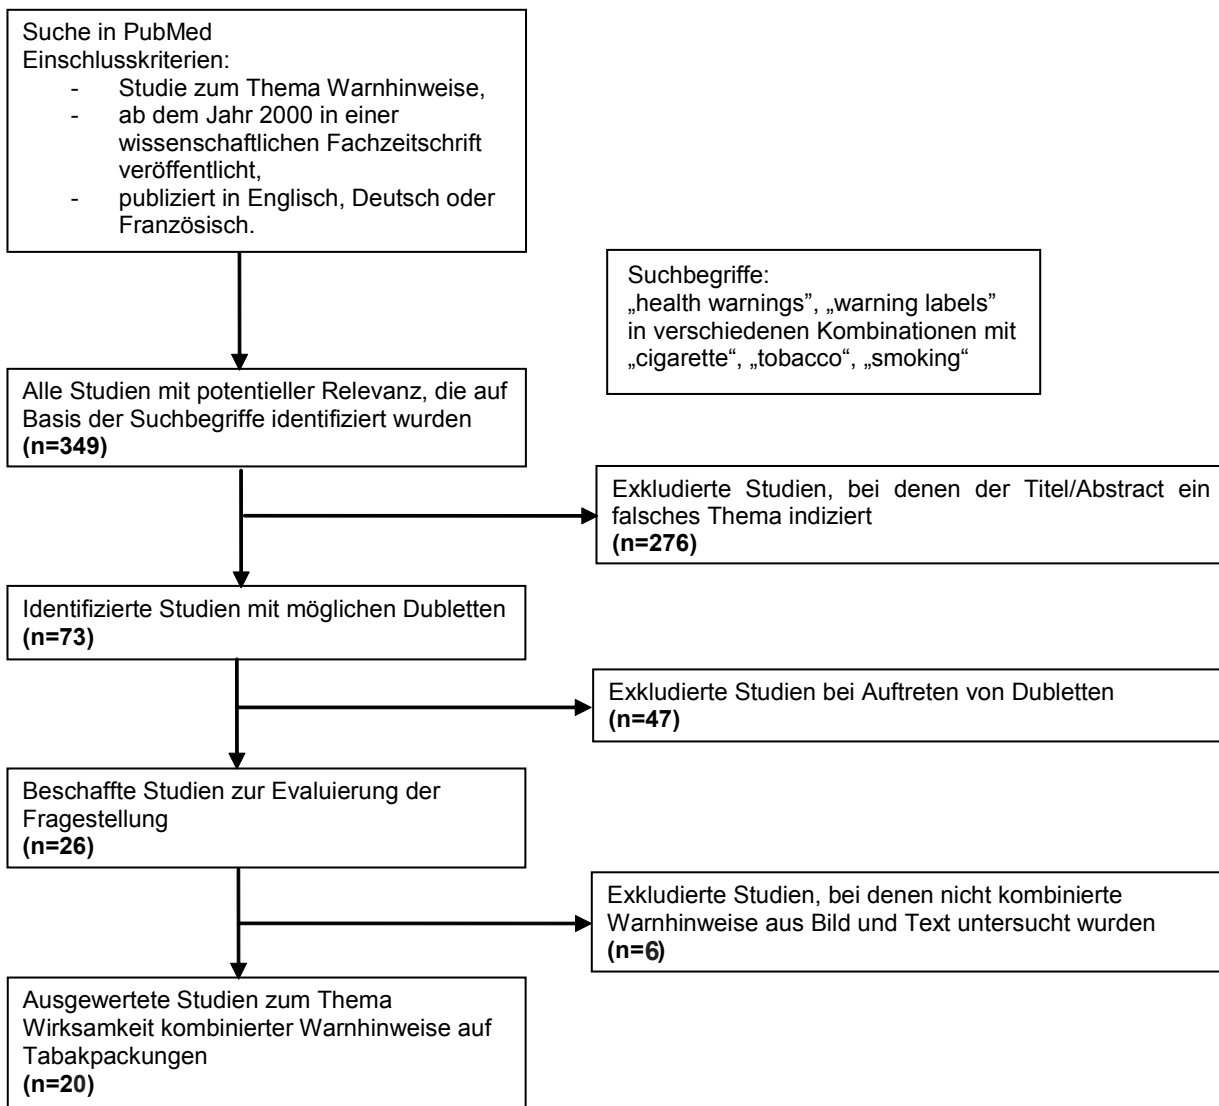 Suche in PubMed
Einschlusskriterien:
- Studie zum Thema Warnhinweise,
- ab dem Jahr 2000 in einer
wissenschaftlichen Fachzeitschrift
veröffentlicht,
- publiziert in Englisch, Deutsch oder
Französisch.
Suchbegriffe:
„health warnings”, „warning labels”
in verschiedenen Kombinationen mit
„cigarette“, „tobacco“, „smoking“
Alle Studien mit potentieller Relevanz, die auf
Basis der Suchbegriffe identifiziert wurden
(n=349)
Exkludierte Studien, bei denen der Titel/Abstract ein
falsches Thema indiziert
(n=276)
Identifizierte Studien mit möglichen Dubletten
(n=73)
Exkludierte Studien bei Auftreten von Dubletten
(n=47)
Beschaffte Studien zur Evaluierung der
Fragestellung
(n=26)
Exkludierte Studien, bei denen nicht kombinierte
Warnhinweise aus Bild und Text untersucht wurden
(n=6)
Ausgewertete Studien zum Thema
Wirksamkeit kombinierter Warnhinweise auf
Tabakpackungen
(n=20)